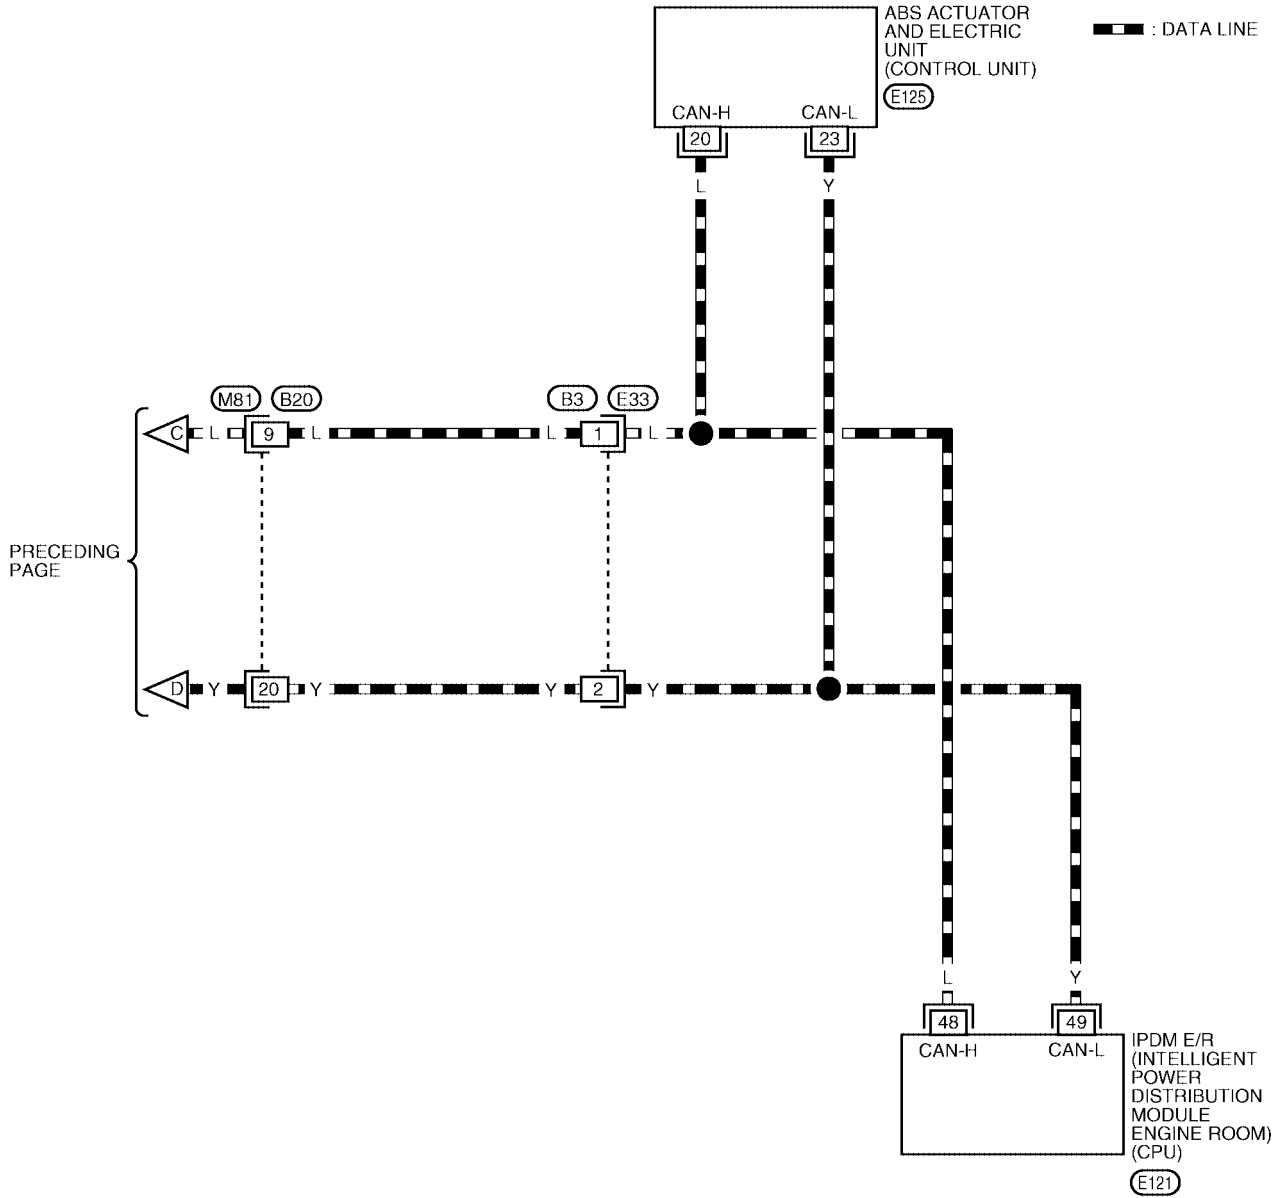 ABS ACTUATOR
AND ELECTRIC
UNIT
(CONTROL UNIT)
E125
: DATA LINE
CAN-H
CAN-L
20
23
L
Y
M81
B20
B3
E33
C
L
9
L
L
1
L
PRECEDING
PAGE
D
Y
20
Y
Y
2
Y
L
Y
48
49
CAN-H
CAN-L
IPDM E/R
(INTELLIGENT
POWER
DISTRIBUTION
MODULE
ENGINE ROOM)
(CPU)
E121